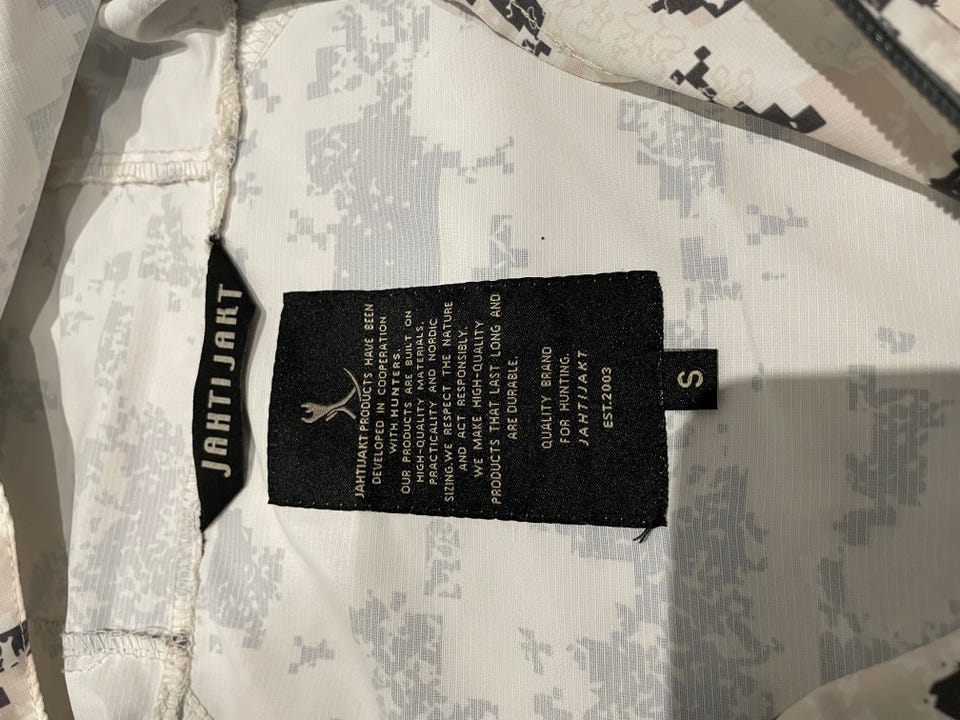 JAHTIJAKT
JAHTIJAKT PRODUCTS HAVE BEEN
DEVELOPED IN COOPERATION
WITH HUNTERS.
OUR PRODUCTS ARE BUILT ON
HIGH-QUALITY MATERIALS,
PRACTICALITY AND NORDIC
SIZING.WE RESPECT THE NATURE
AND ACT RESPONSIBLY.
WE MAKE HIGH-QUALITY
PRODUCTS THAT LAST LONG AND
ARE DURABLE.
QUALITY BRAND
FOR HUNTING.
JAHTIJAKT
EST.2003
S